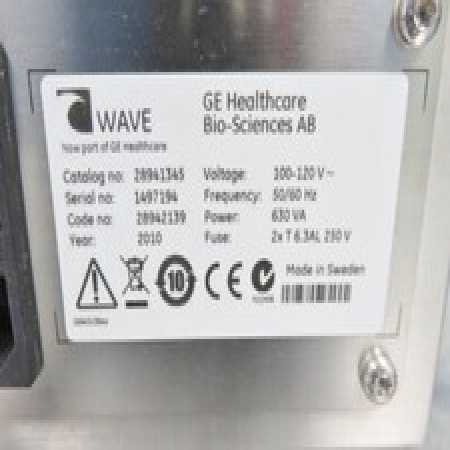 WAVE
Now part of GE Healthcare
GE Healthcare
Bio-Sciences AB
Catalog no: 28941345
Serial no: 1497194
Code no: 28942139
Year: 2010
Voltage: 100-120 V ~
Frequency: 50/60 Hz
Power: 630 VA
Fuse: 2x T 6.3AL 250 V
10
CE
Made in Sweden